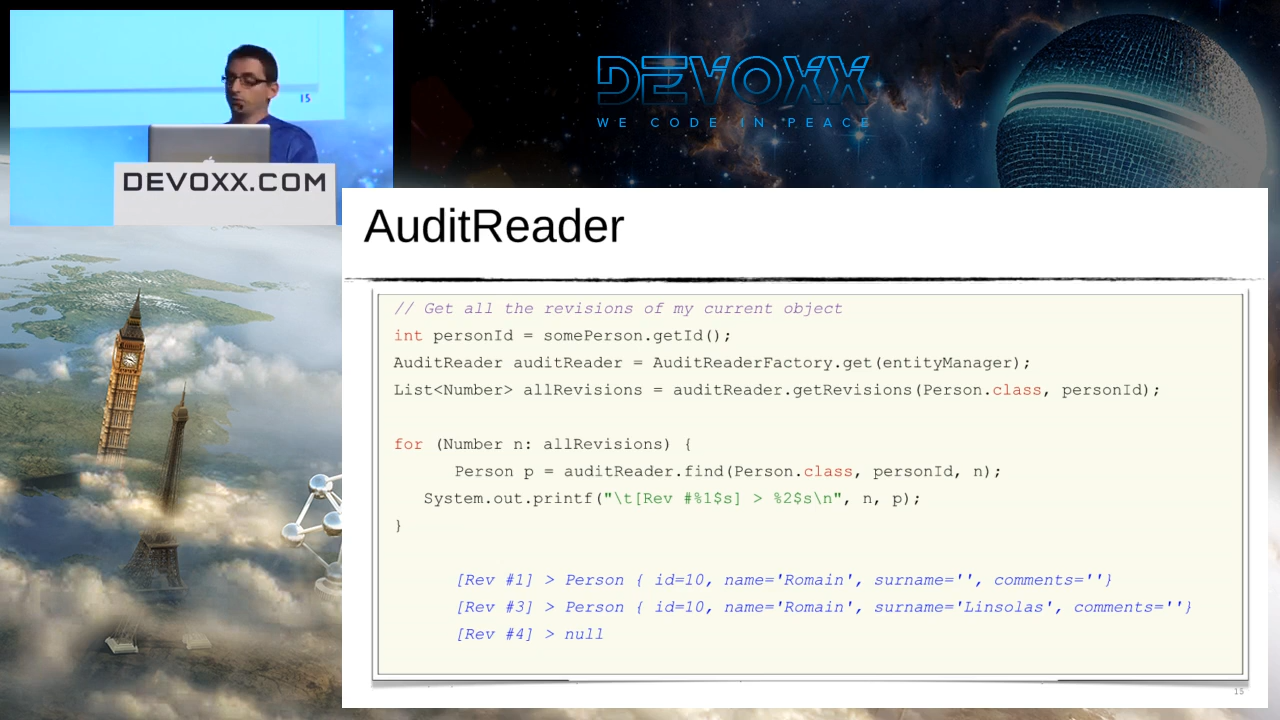 15
DEVOXX.COM
DEVOXX
WE CODE IN PEACE
AuditReader
// Get all the revisions of my current object
int personId = somePerson.getId();
AuditReader auditReader = AuditReaderFactory.get(entityManager);
List<Number> allRevisions = auditReader.getRevisions(Person.class, personId);
for (Number n: allRevisions) {
Person p = auditReader.find(Person.class, personId, n);
System.out.printf("\t[Rev #%1$s] > %2$s\n", n, p);
}
[Rev #1] > Person { id=10, name='Romain', surname='', comments=''}
[Rev #3] > Person { id=10, name='Romain', surname='Linsolas', comments=''}
[Rev #4] > null
15